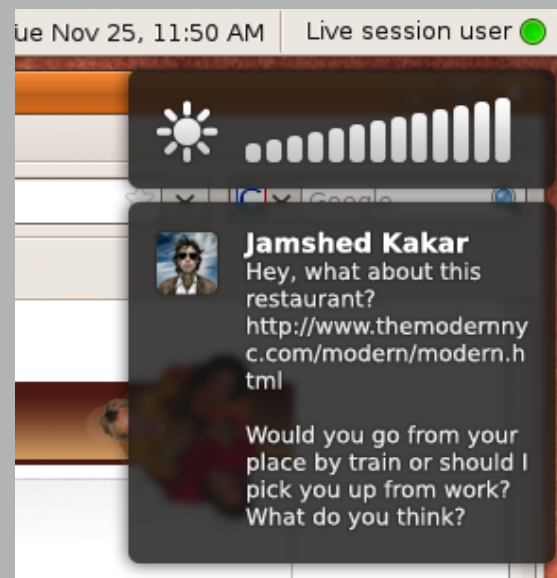 ue Nov 25, 11:50 AM Live session user
Google
Jamshed Kakar
Hey, what about this
restaurant?
http://www.themodernny
c.com/modern/modern.h
tml
Would you go from your
place by train or should I
pick you up from work?
What do you think?